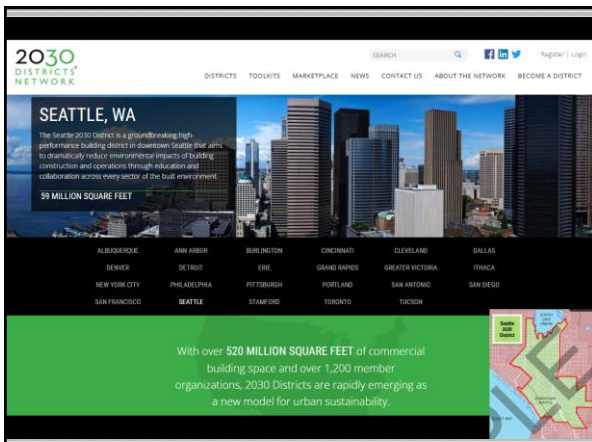 2030
DISTRICTS®
NETWORK
SEARCH
Register | Login
DISTRICTS TOOLKITS MARKETPLACE NEWS CONTACT US ABOUT THE NETWORK BECOME A DISTRICT
SEATTLE, WA
The Seattle 2030 District is a groundbreaking high-
performance building district in downtown Seattle that aims
to dramatically reduce environmental impacts of building
construction and operations through education and
collaboration across every sector of the built environment.
59 MILLION SQUARE FEET
ALBUQUERQUE ANN ARBOR BURLINGTON CINCINNATI CLEVELAND DALLAS
DENVER DETROIT ERIE GRAND RAPIDS GREATER VICTORIA ITHACA
NEW YORK CITY PHILADELPHIA PITTSBURGH PORTLAND SAN ANTONIO SAN DIEGO
SAN FRANCISCO SEATTLE STAMFORD TORONTO TUCSON
With over 520 MILLION SQUARE FEET of commercial
building space and over 1,200 member
organizations, 2030 Districts are rapidly emerging as
a new model for urban sustainability.
Seattle
2030
District
SOUTH
LAKE
UNION
DOWNTOWN
SEATTLE